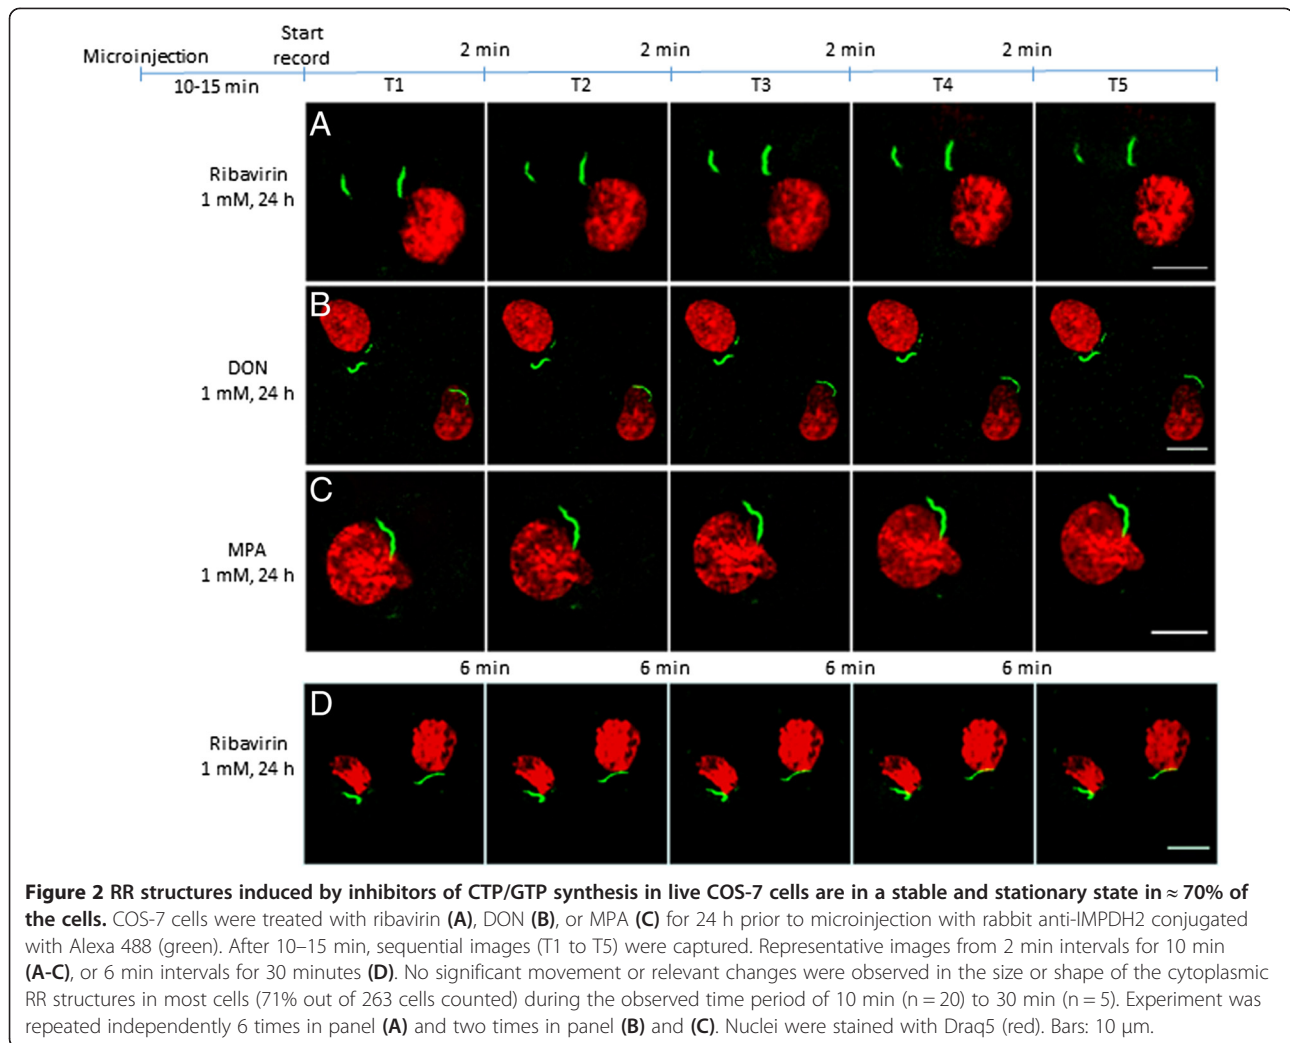 Start
Microinjection record 2 min 2 min 2 min 2 min
10-15 min T1 T2 T3 T4 T5
A
Ribavirin
1 mM, 24 h
B
DON
1 mM, 24 h
C
MPA
1 mM, 24 h
6 min 6 min 6 min 6 min
D
Ribavirin
1 mM, 24 h
Figure 2 RR structures induced by inhibitors of CTP/GTP synthesis in live COS-7 cells are in a stable and stationary state in ≈ 70% of
the cells. COS-7 cells were treated with ribavirin (A), DON (B), or MPA (C) for 24 h prior to microinjection with rabbit anti-IMPDH2 conjugated
with Alexa 488 (green). After 10–15 min, sequential images (T1 to T5) were captured. Representative images from 2 min intervals for 10 min
(A-C), or 6 min intervals for 30 minutes (D). No significant movement or relevant changes were observed in the size or shape of the cytoplasmic
RR structures in most cells (71% out of 263 cells counted) during the observed time period of 10 min (n = 20) to 30 min (n = 5). Experiment was
repeated independently 6 times in panel (A) and two times in panel (B) and (C). Nuclei were stained with Draq5 (red). Bars: 10 μm.